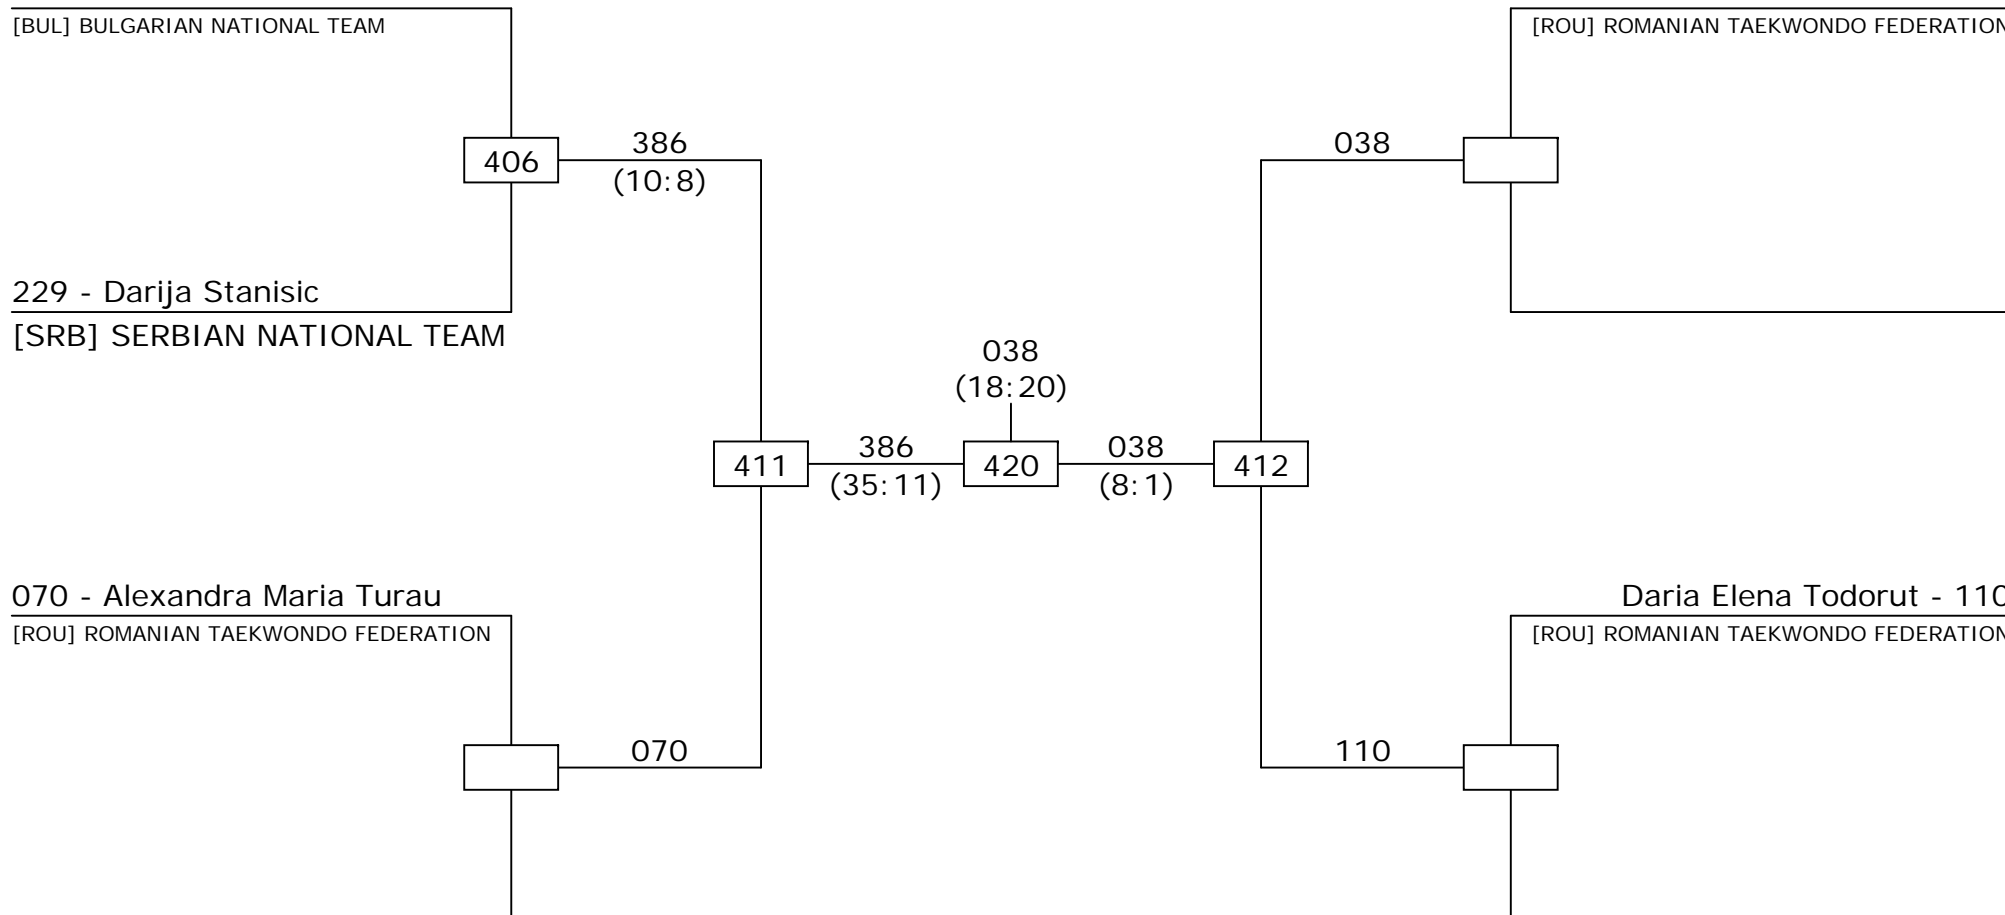 [BUL] BULGARIAN NATIONAL TEAM
[ROU] ROMANIAN TAEKWONDO FEDERATION
406
386
(10:8)
038
229 - Darija Stanisic
[SRB] SERBIAN NATIONAL TEAM
038
(18:20)
411
386
(35:11)
420
038
(8:1)
412
070 - Alexandra Maria Turau
[ROU] ROMANIAN TAEKWONDO FEDERATION
Daria Elena Todorut - 110
[ROU] ROMANIAN TAEKWONDO FEDERATION
070
110